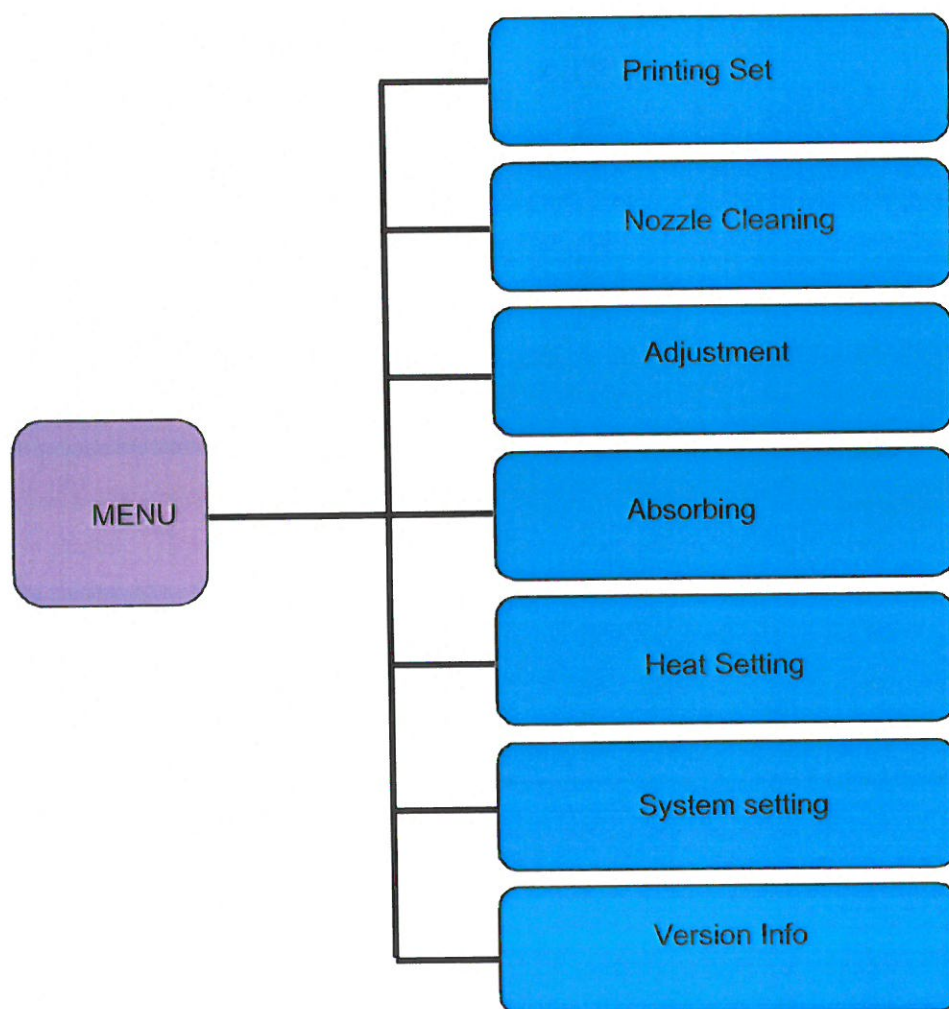 Printing Set
Nozzle Cleaning
Adjustment
MENU
Absorbing
Heat Setting
System setting
Version Info